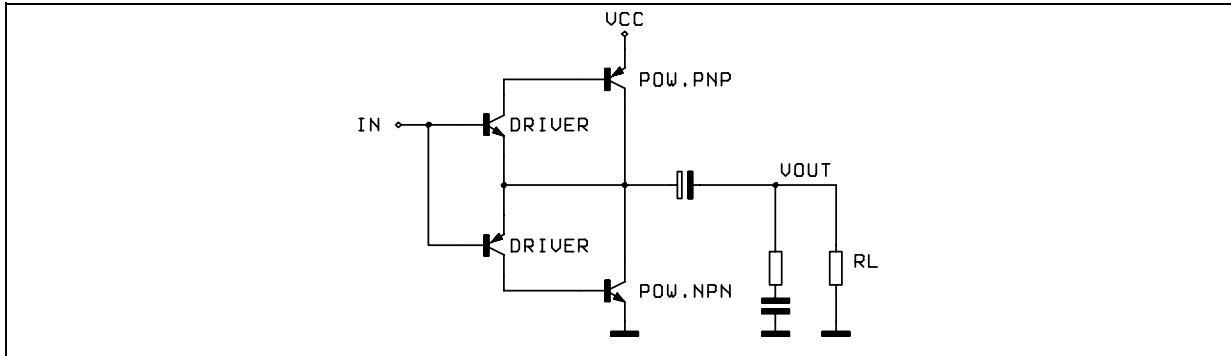 VCC
POW.PNP
IN
DRIVER
VOUT
DRIVER
RL
POW.NPN